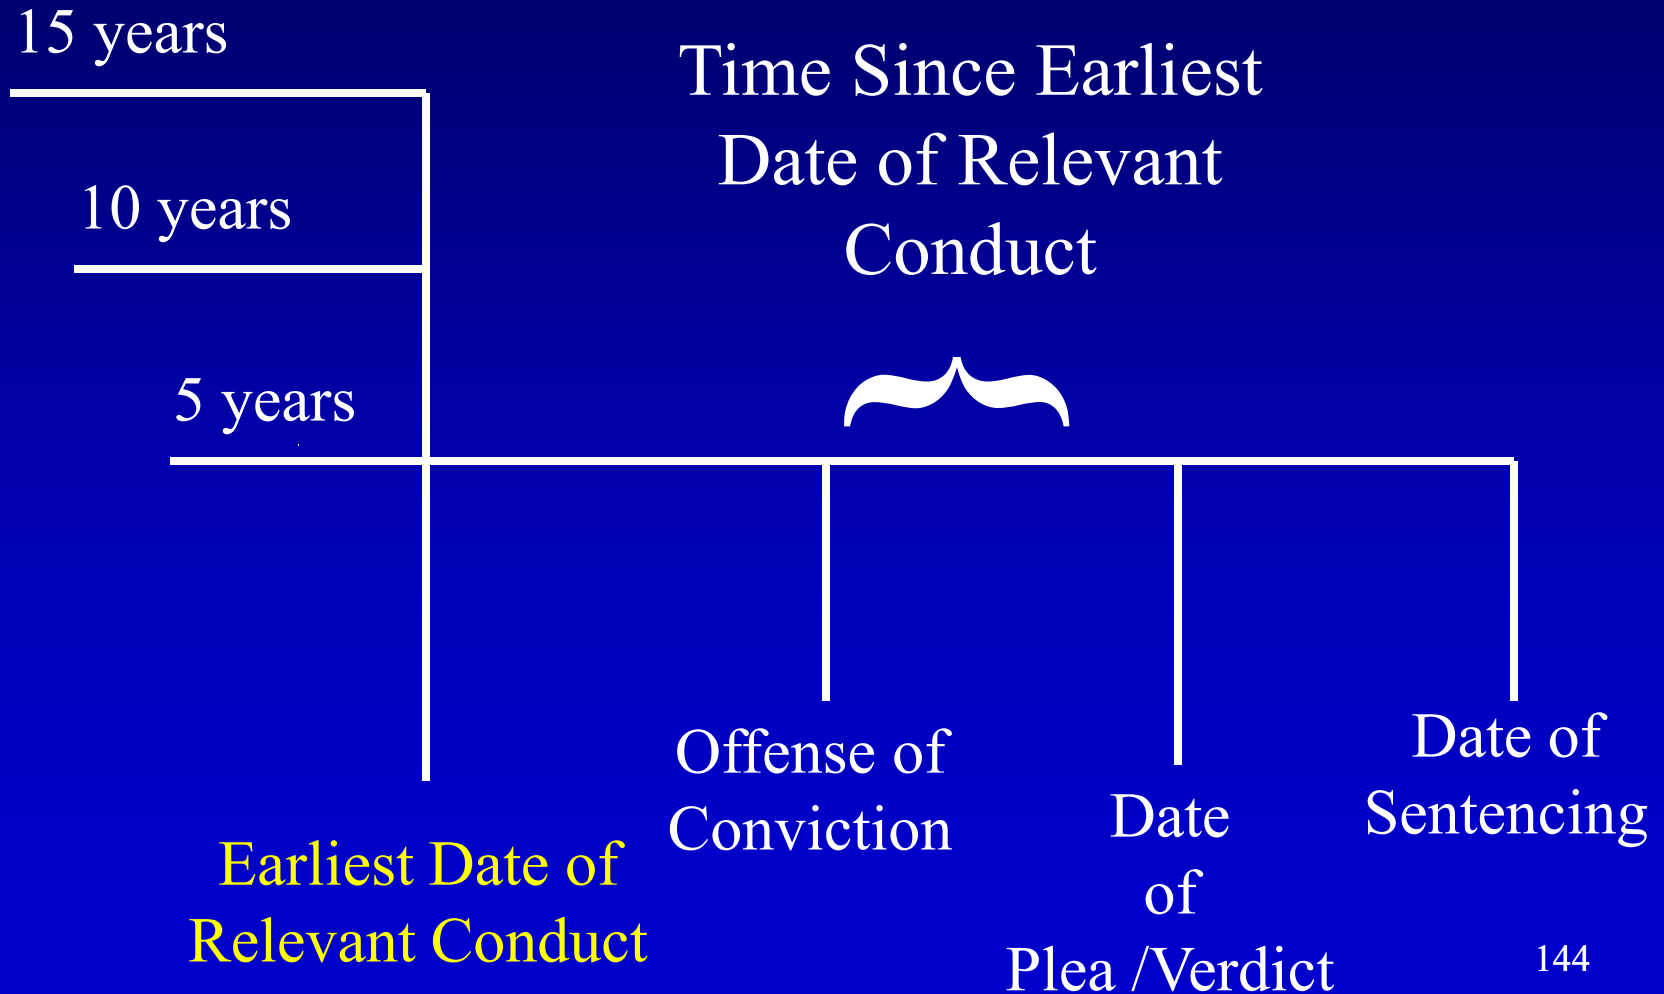 15 years
Time Since Earliest
Date of Relevant
Conduct
10 years
5 years
Offense of
Conviction
Date
of
Plea /Verdict
Date of
Sentencing
Earliest Date of
Relevant Conduct
144